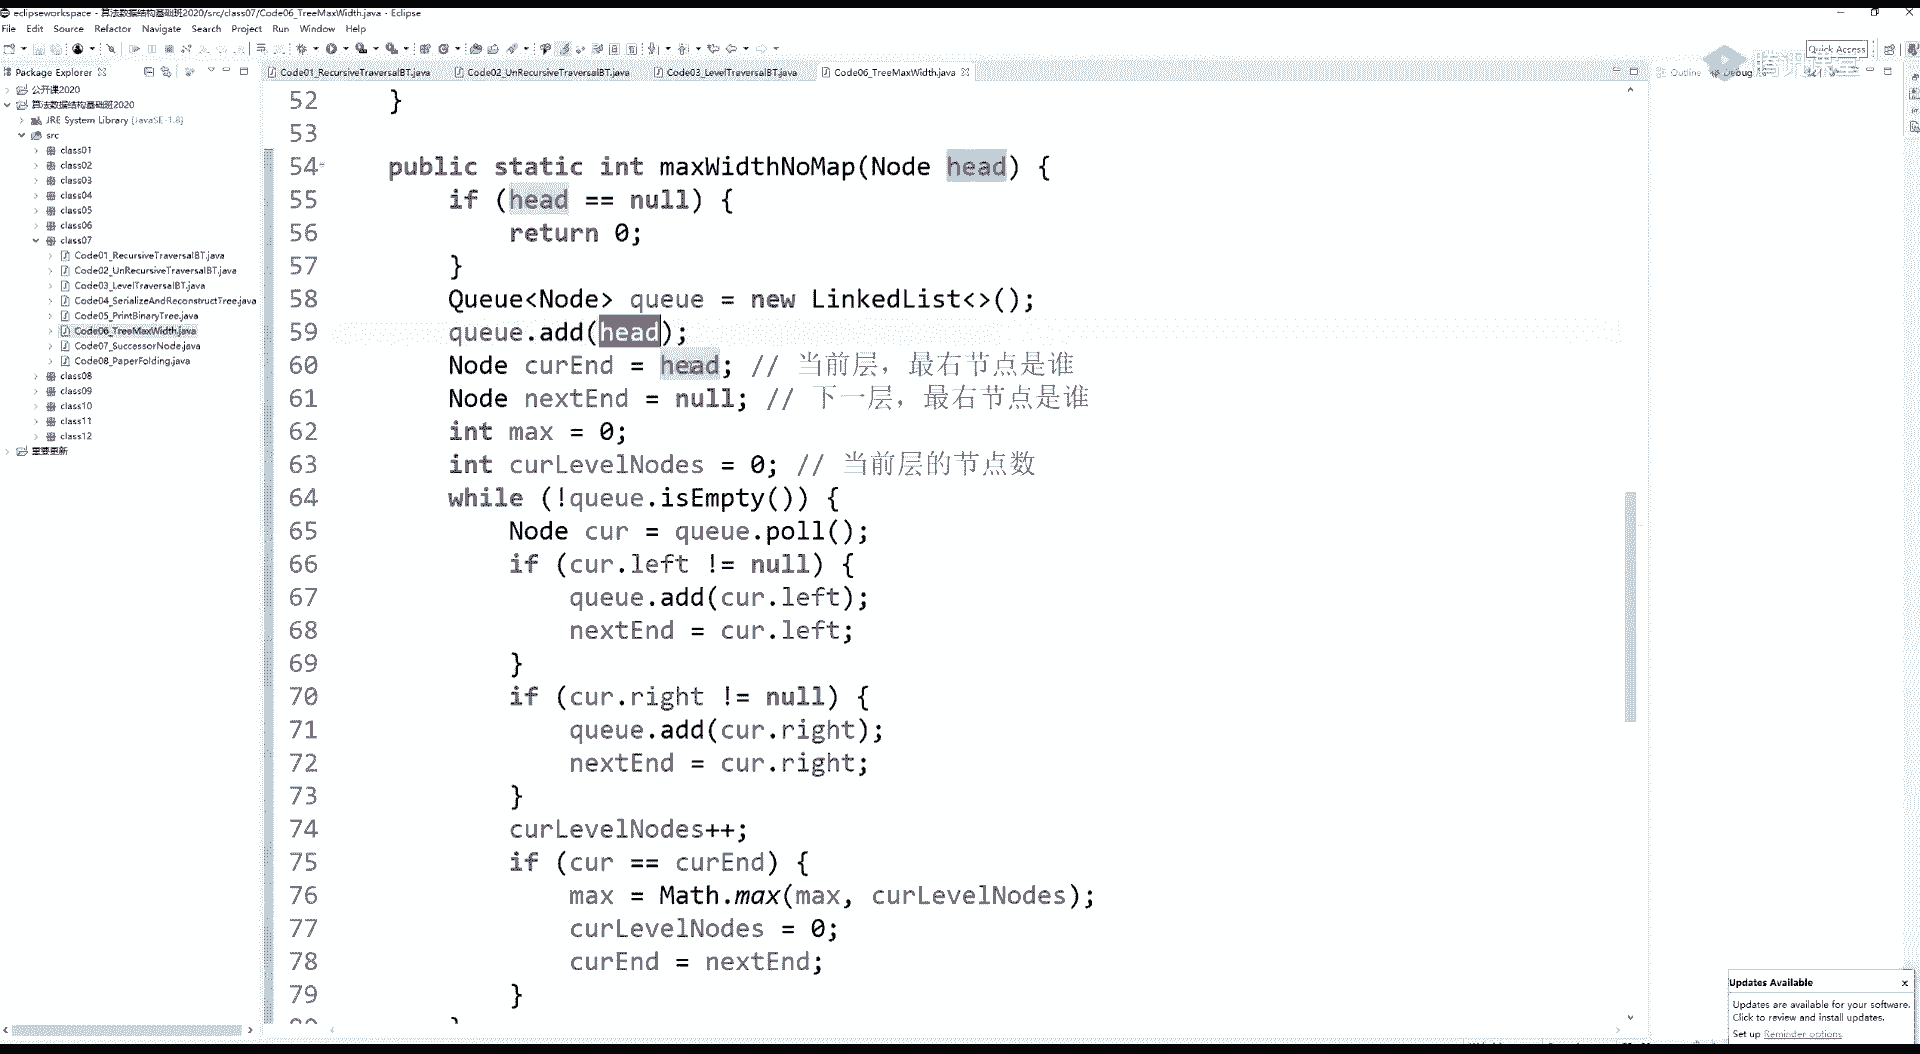 eclipseworkspace - 算法数据结构基础班2020/src/class07/Code06_TreeMaxWidth.java - Eclipse
File Edit Source Refactor Navigate Search Project Run Window Help
Quick Access
腾讯课堂
Package Explorer
Code01_RecursiveTraversalBT.java
Code02_UnRecursiveTraversalBT.java
Code03_LevelTraversalBT.java
Code06_TreeMaxWidth.java
Outline
Debug
公开课2020
算法数据结构基础班2020
JRE System Library [JavaSE-1.8]
src
class01
class02
class03
class04
class05
class06
class07
Code01_RecursiveTraversalBT.java
Code02_UnRecursiveTraversalBT.java
Code03_LevelTraversalBT.java
Code04_SerializeAndReconstructTree.java
Code05_PrintBinaryTree.java
Code06_TreeMaxWidth.java
Code07_SuccessorNode.java
Code08_PaperFolding.java
class08
class09
class10
class11
class12
重要更新
52 }
53
54 public static int maxWidthNoMap(Node head) {
55 if (head == null) {
56 return 0;
57 }
58 Queue<Node> queue = new LinkedList<>();
59 queue.add(head);
60 Node curEnd = head; // 当前层，最右节点是谁
61 Node nextEnd = null; // 下一层，最右节点是谁
62 int max = 0;
63 int curLevelNodes = 0; // 当前层的节点数
64 while (!queue.isEmpty()) {
65 Node cur = queue.poll();
66 if (cur.left != null) {
67 queue.add(cur.left);
68 nextEnd = cur.left;
69 }
70 if (cur.right != null) {
71 queue.add(cur.right);
72 nextEnd = cur.right;
73 }
74 curLevelNodes++;
75 if (cur == curEnd) {
76 max = Math.max(max, curLevelNodes);
77 curLevelNodes = 0;
78 curEnd = nextEnd;
79 }
Updates Available
Updates are available for your software.
Click to review and install updates.
Set up Reminder options